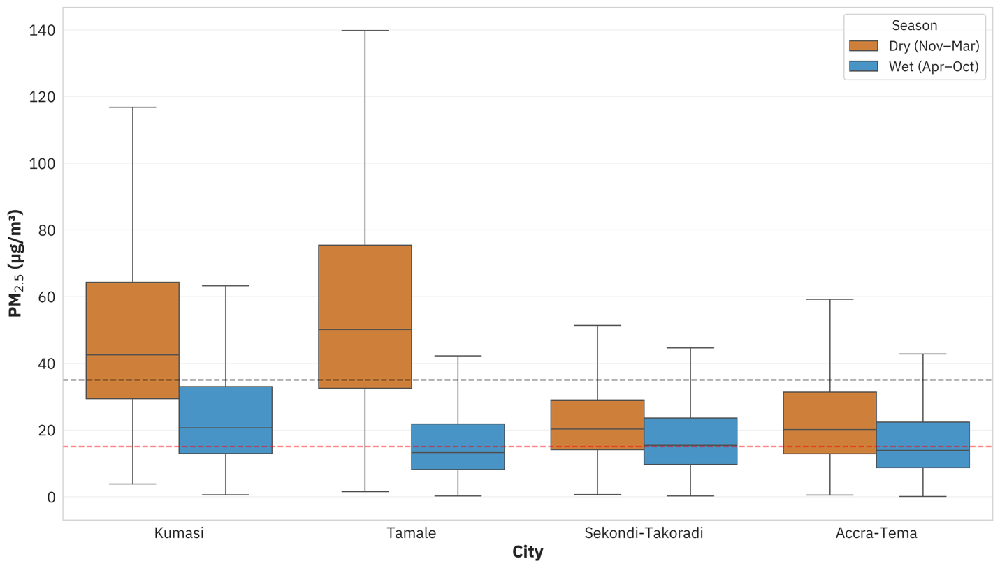 Season
Dry (Nov–Mar)
Wet (Apr–Oct)
PM2.5 (µg/m³)
140
120
100
80
60
40
20
0
Kumasi
Tamale
Sekondi-Takoradi
Accra-Tema
City